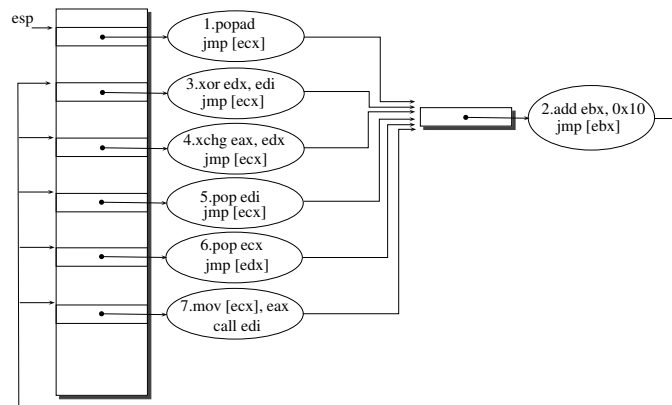 esp
1.popad
jmp [ecx]
3.xor edx, edi
jmp [ecx]
4.xchg eax, edx
jmp [ecx]
5.pop edi
jmp [ecx]
6.pop ecx
jmp [edx]
7.mov [ecx], eax
call edi
2.add ebx, 0x10
jmp [ebx]